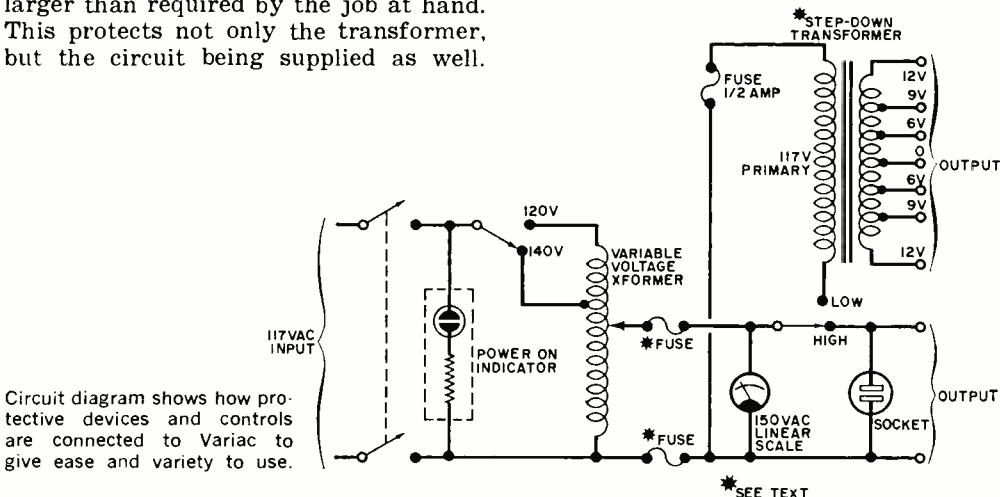 larger than required by the job at hand.
This protects not only the transformer,
but the circuit being supplied as well.
*STEP-DOWN
TRANSFORMER
FUSE
1/2 AMP
117V
PRIMARY
12V
9V
6V
0
6V
9V
12V
OUTPUT
LOW
120V
140V
VARIABLE
VOLTAGE
XFORMER
117VAC
INPUT
POWER ON
INDICATOR
*FUSE
HIGH
*FUSE
150VAC
LINEAR
SCALE
SOCKET
OUTPUT
*SEE TEXT
Circuit diagram shows how pro-
tective devices and controls
are connected to Variac to
give ease and variety to use.